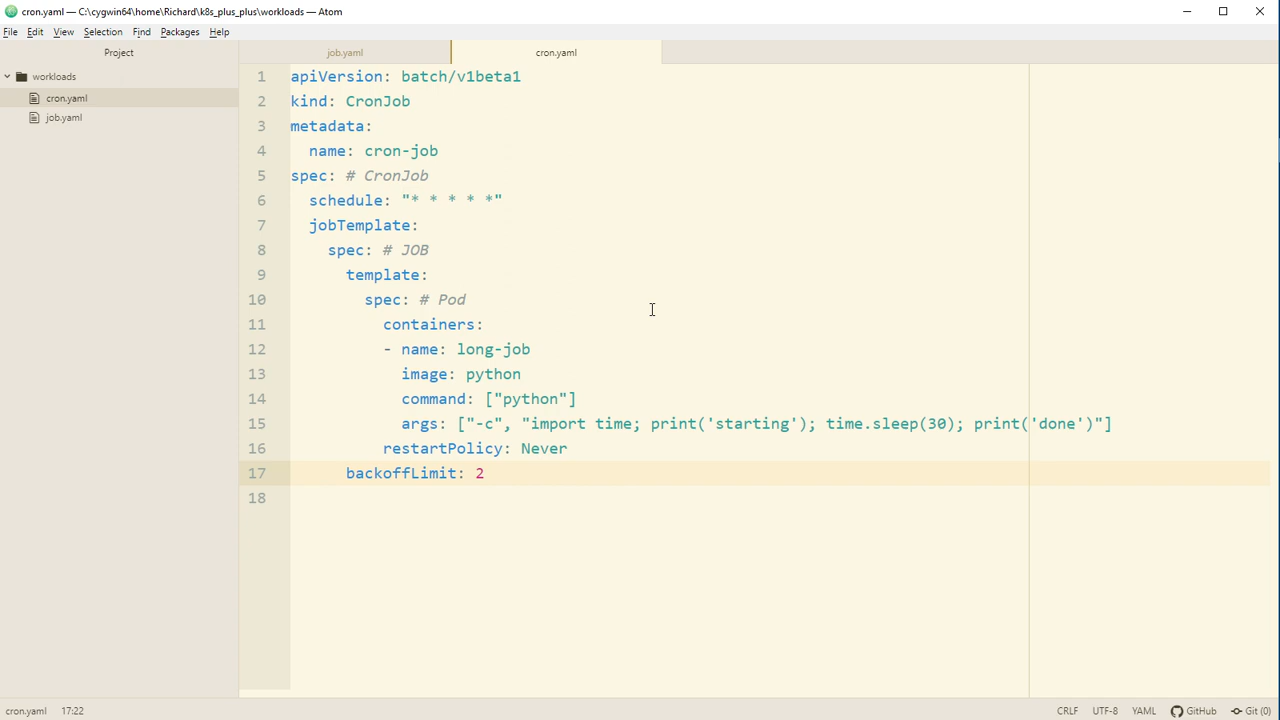 cron.yaml — C:\cygwin64\home\Richard\k8s_plus_plus\workloads — Atom
File Edit View Selection Find Packages Help
Project
job.yaml
cron.yaml
workloads
cron.yaml
job.yaml
1 apiVersion: batch/v1beta1
2 kind: CronJob
3 metadata:
4   name: cron-job
5 spec: # CronJob
6   schedule: "* * * * *"
7   jobTemplate:
8     spec: # JOB
9       template:
10         spec: # Pod
11           containers:
12           - name: long-job
13             image: python
14             command: ["python"]
15             args: ["-c", "import time; print('starting'); time.sleep(30); print('done')"]
16           restartPolicy: Never
17       backoffLimit: 2
18
cron.yaml 17:22 CRLF UTF-8 YAML GitHub Git (0)